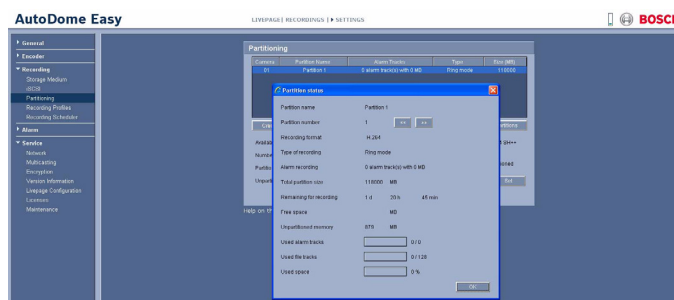 AutoDome Easy
LIVEPAGE| RECORDINGS | SETTINGS
BOSCH
General
Encoder
Recording
Storage Medium
iSCSI
Partitioning
Recording Profiles
Recording Scheduler
Alarm
Service
Network
Multicasting
Encryption
Version Information
Livepage Configuration
Licenses
Maintenance
Partitioning
Camera Partition Name Alarm Tracks Type Size (MB)
01 Partition 1 0 alarm track(s) with 0 MB Ring mode 118000
Partition status
Partition name Partition 1
Partition number 1 << >>
Recording format H.264
Type of recording Ring mode
Alarm recording 0 alarm track(s) with 0 MB
Total partition size 118000 MB
Remaining for recording 1 d 20 h 45 min
Free space MB
Unpartitioned memory 878 MB
Used alarm tracks 0 / 0
Used file tracks 0 / 128
Used space 0 %
OK
Help on th